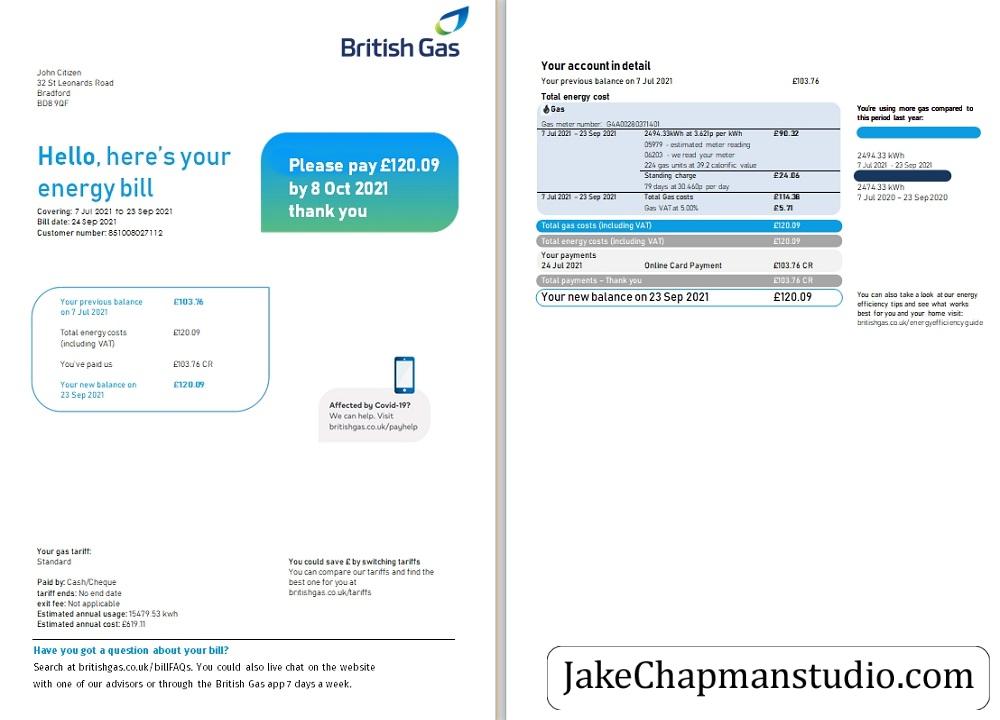 British Gas
John Citizen
32 St Leonards Road
Bradford
BD8 9QF
Hello, here's your
energy bill
Covering: 7 Jul 2021 to 23 Sep 2021
Bill date: 24 Sep 2021
Customer number: 851008027112
Please pay £120.09
by 8 Oct 2021
thank you
Your previous balance £103.76
on 7 Jul 2021
Total energy costs £120.09
(including VAT)
You've paid us £103.76 CR
Your new balance on £120.09
23 Sep 2021
Affected by Covid-19?
We can help. Visit
britishgas.co.uk/payhelp
Your gas tariff:
Standard
Paid by: Cash/Cheque
tariff ends: No end date
exit fee: Not applicable
Estimated annual usage: 15479.53 kwh
Estimated annual cost: £619.11
You could save £ by switching tariffs
You can compare our tariffs and find the
best one for you at
britishgas.co.uk/tariffs
Have you got a question about your bill?
Search at britishgas.co.uk/billFAQs. You could also live chat on the website
with one of our advisors or through the British Gas app 7 days a week.
Your account in detail
Your previous balance on 7 Jul 2021 £103.76
Total energy cost
Gas
Gas meter number: G4A00280371401
7 Jul 2021 - 23 Sep 2021 2494.33kWh at 3.621p per kWh £90.32
05979 - estimated meter reading
06203 - we read your meter
224 gas units at 39.2 calorific value
Standing charge £24.06
79 days at 30.460p per day
7 Jul 2021 - 23 Sep 2021 Total Gas costs £114.38
Gas VAT at 5.00% £5.71
Total gas costs (including VAT) £120.09
Total energy costs (including VAT) £120.09
Your payments
24 Jul 2021 Online Card Payment £103.76 CR
Total payments – Thank you £103.76 CR
Your new balance on 23 Sep 2021 £120.09
You're using more gas compared to
this period last year:
2494.33 kWh
7 Jul 2021 - 23 Sep 2021
2474.33 kWh
7 Jul 2020 – 23 Sep 2020
You can also take a look at our energy
efficiency tips and see what works
best for you and your home visit:
britishgas.co.uk/energyefficiencyguide
JakeChapmanstudio.com